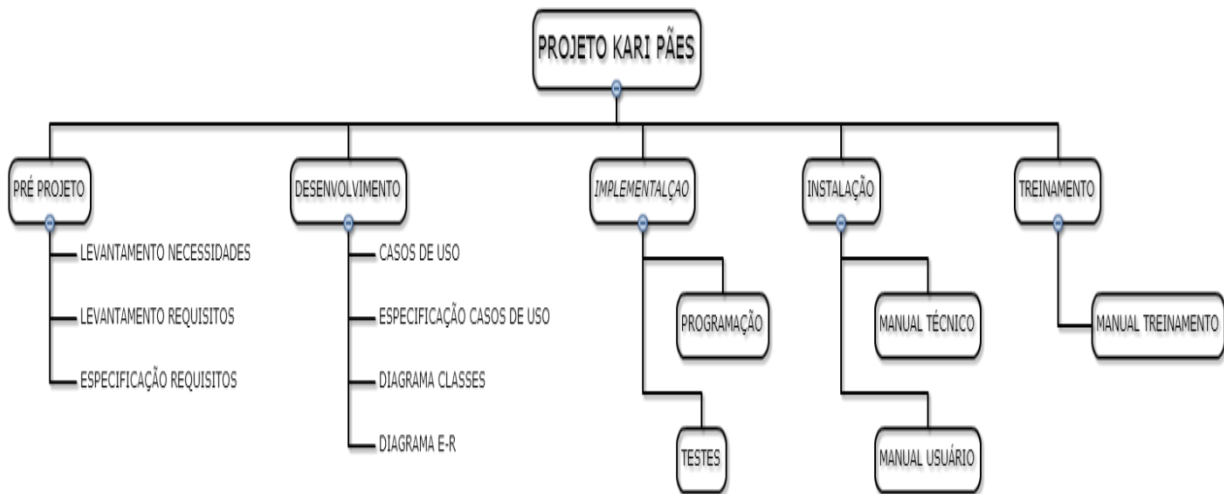 PROJETO KARI PÃES
PRÉ PROJETO
DESENVOLVIMENTO
IMPLEMENTALÇAO
INSTALAÇÃO
TREINAMENTO
LEVANTAMENTO NECESSIDADES
LEVANTAMENTO REQUISITOS
ESPECIFICAÇÃO REQUISITOS
CASOS DE USO
ESPECIFICAÇÃO CASOS DE USO
DIAGRAMA CLASSES
DIAGRAMA E-R
PROGRAMAÇÃO
TESTES
MANUAL TÉCNICO
MANUAL USUÁRIO
MANUAL TREINAMENTO